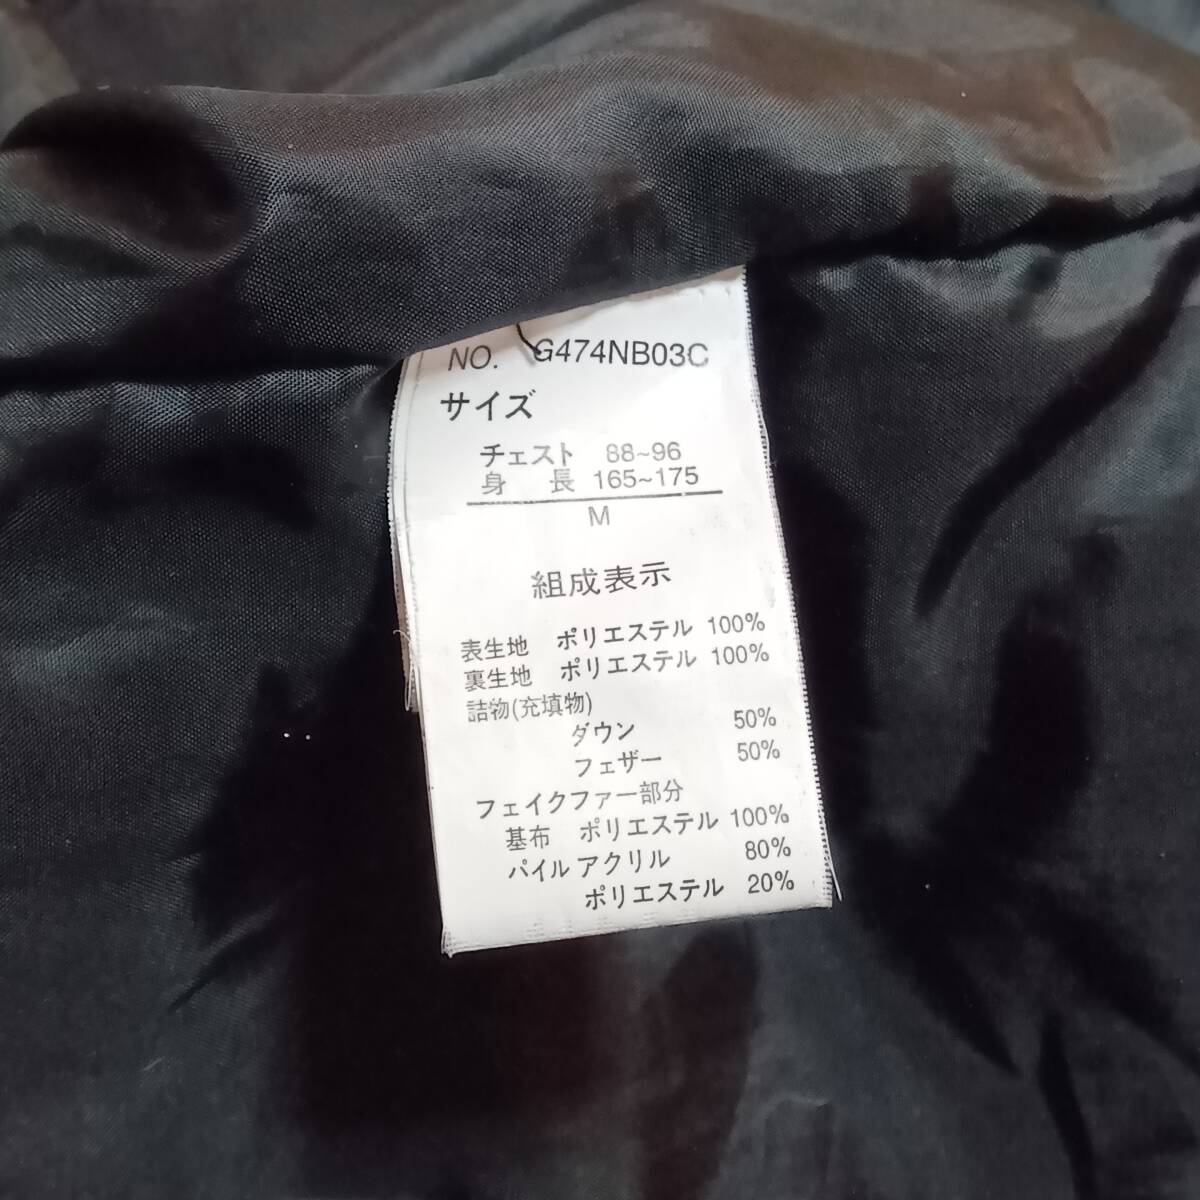 NO. G474NB03C
サイズ
チェスト 88~96
身 長 165~175
M
組成表示
表生地 ポリエステル 100%
裏生地 ポリエステル 100%
詰物(充填物)
ダウン 50%
フェザー 50%
フェイクファー部分
基布 ポリエステル 100%
パイル アクリル 80%
ポリエステル 20%